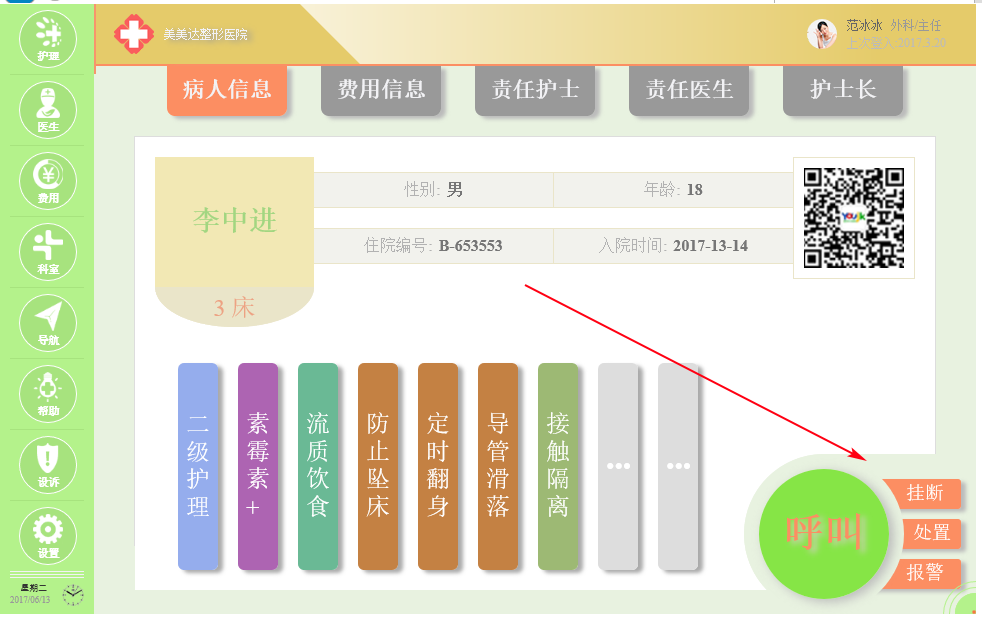 美美达整形医院
范冰冰 外科/主任
上次登入:2017.3.20
护理
医生
费用
科室
导航
帮助
投诉
设置
星期二
2017/06/13
病人信息 费用信息 责任护士 责任医生 护士长
李中进
3 床
性别: 男 年龄: 18
住院编号: B-653553 入院时间: 2017-13-14
二级护理
素霉素+
流质饮食
防止坠床
定时翻身
导管滑落
接触隔离
...
...
呼叫
挂断
处置
报警